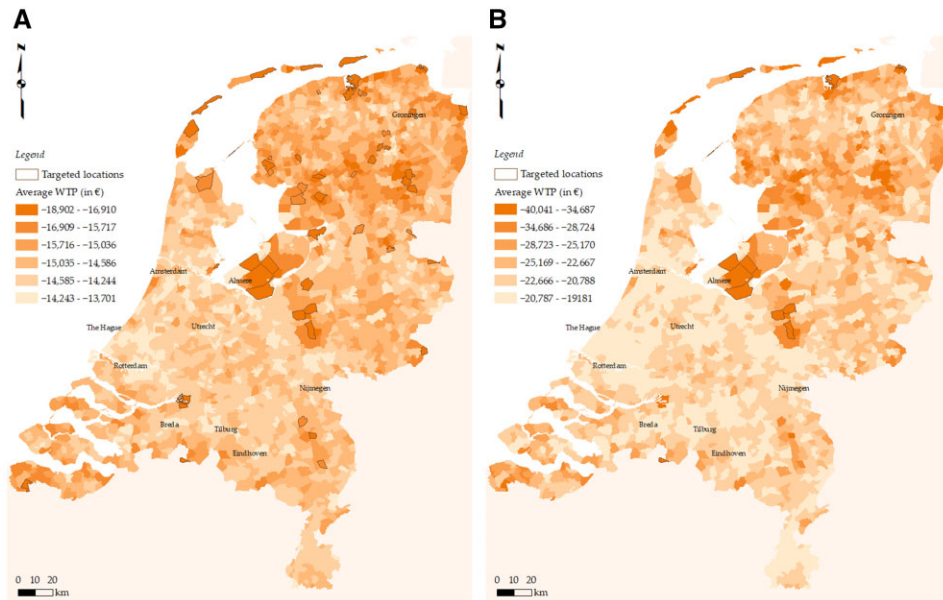 A
N
Legend
Targeted locations
Average WTP (in €)
−18,902 - −16,910
−16,909 - −15,717
−15,716 - −15,036
−15,035 - −14,586
−14,585 - −14,244
−14,243 - −13,701
Groningen
Amsterdam
Almere
The Hague
Utrecht
Rotterdam
Nijmegen
Breda
Tilburg
Eindhoven
0 10 20
km
B
N
Legend
Targeted locations
Average WTP (in €)
−40,041 - −34,687
−34,686 - −28,724
−28,723 - −25,170
−25,169 - −22,667
−22,666 - −20,788
−20,787 - −19181
Groningen
Amsterdam
Almere
The Hague
Utrecht
Rotterdam
Nijmegen
Breda
Tilburg
Eindhoven
0 10 20
km